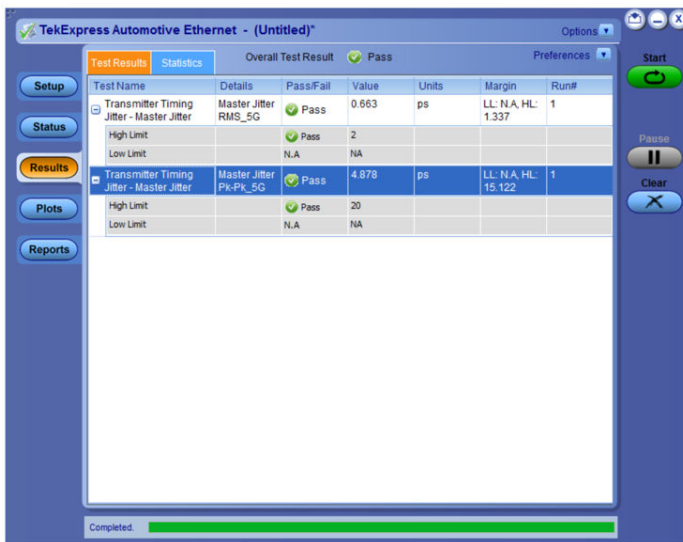 TekExpress Automotive Ethernet - (Untitled)*
Options
Test Results Statistics Overall Test Result Pass Preferences
Start
Setup
Status
Results
Plots
Reports
Test Name Details Pass/Fail Value Units Margin Run#
Transmitter Timing Jitter - Master Jitter Master Jitter RMS_5G Pass 0.663 ps LL: N.A, HL: 1.337 1
High Limit Pass 2
Low Limit N.A NA
Transmitter Timing Jitter - Master Jitter Master Jitter Pk-Pk_5G Pass 4.878 ps LL: N.A, HL: 15.122 1
High Limit Pass 20
Low Limit N.A NA
Pause
Clear
Completed.